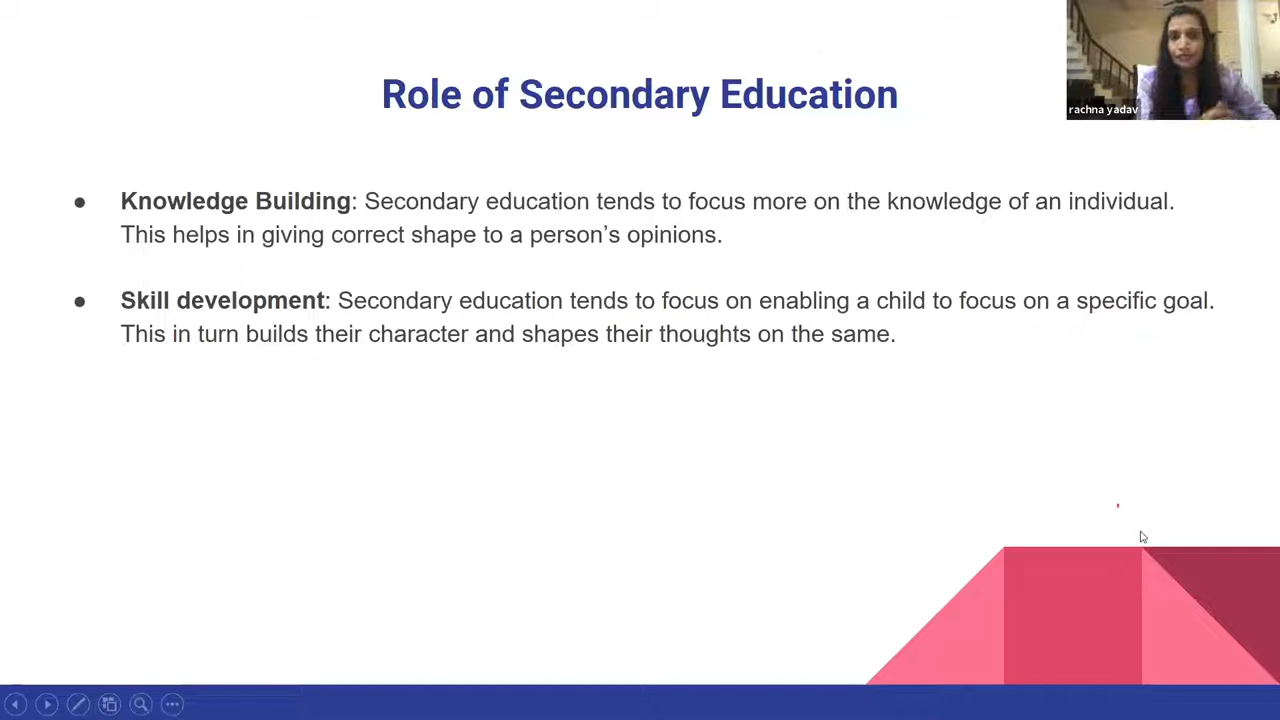 Role of Secondary Education
rachna yadav
● Knowledge Building: Secondary education tends to focus more on the knowledge of an individual.
This helps in giving correct shape to a person’s opinions.
● Skill development: Secondary education tends to focus on enabling a child to focus on a specific goal.
This in turn builds their character and shapes their thoughts on the same.